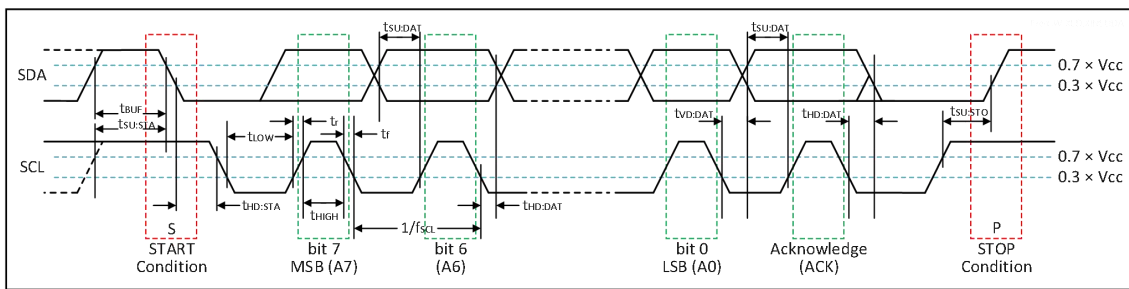 tSU:DAT
tSU:DAT
SDA
0.7 × Vcc
0.3 × Vcc
tBUF
tSU:STA
tr
tf
tLOW
tVD:DAT
tHD:DAT
tSU:STO
SCL
0.7 × Vcc
0.3 × Vcc
tHD:STA
tHIGH
tHD:DAT
1/fSCL
S
START
Condition
bit 7
MSB (A7)
bit 6
(A6)
bit 0
LSB (A0)
Acknowledge
(ACK)
P
STOP
Condition